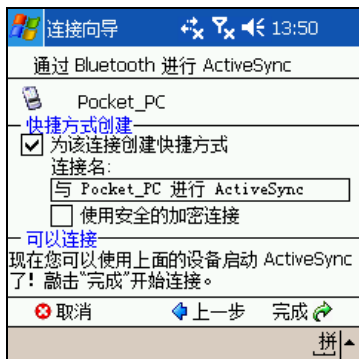 连接向导 13:50
通过 Bluetooth 进行 ActiveSync
Pocket_PC
快捷方式创建
为该连接创建快捷方式
连接名:
与 Pocket_PC 进行 ActiveSync
使用安全的加密连接
可以连接
现在您可以使用上面的设备启动 ActiveSync
了！敲击"完成"开始连接。
取消 上一步 完成
拼